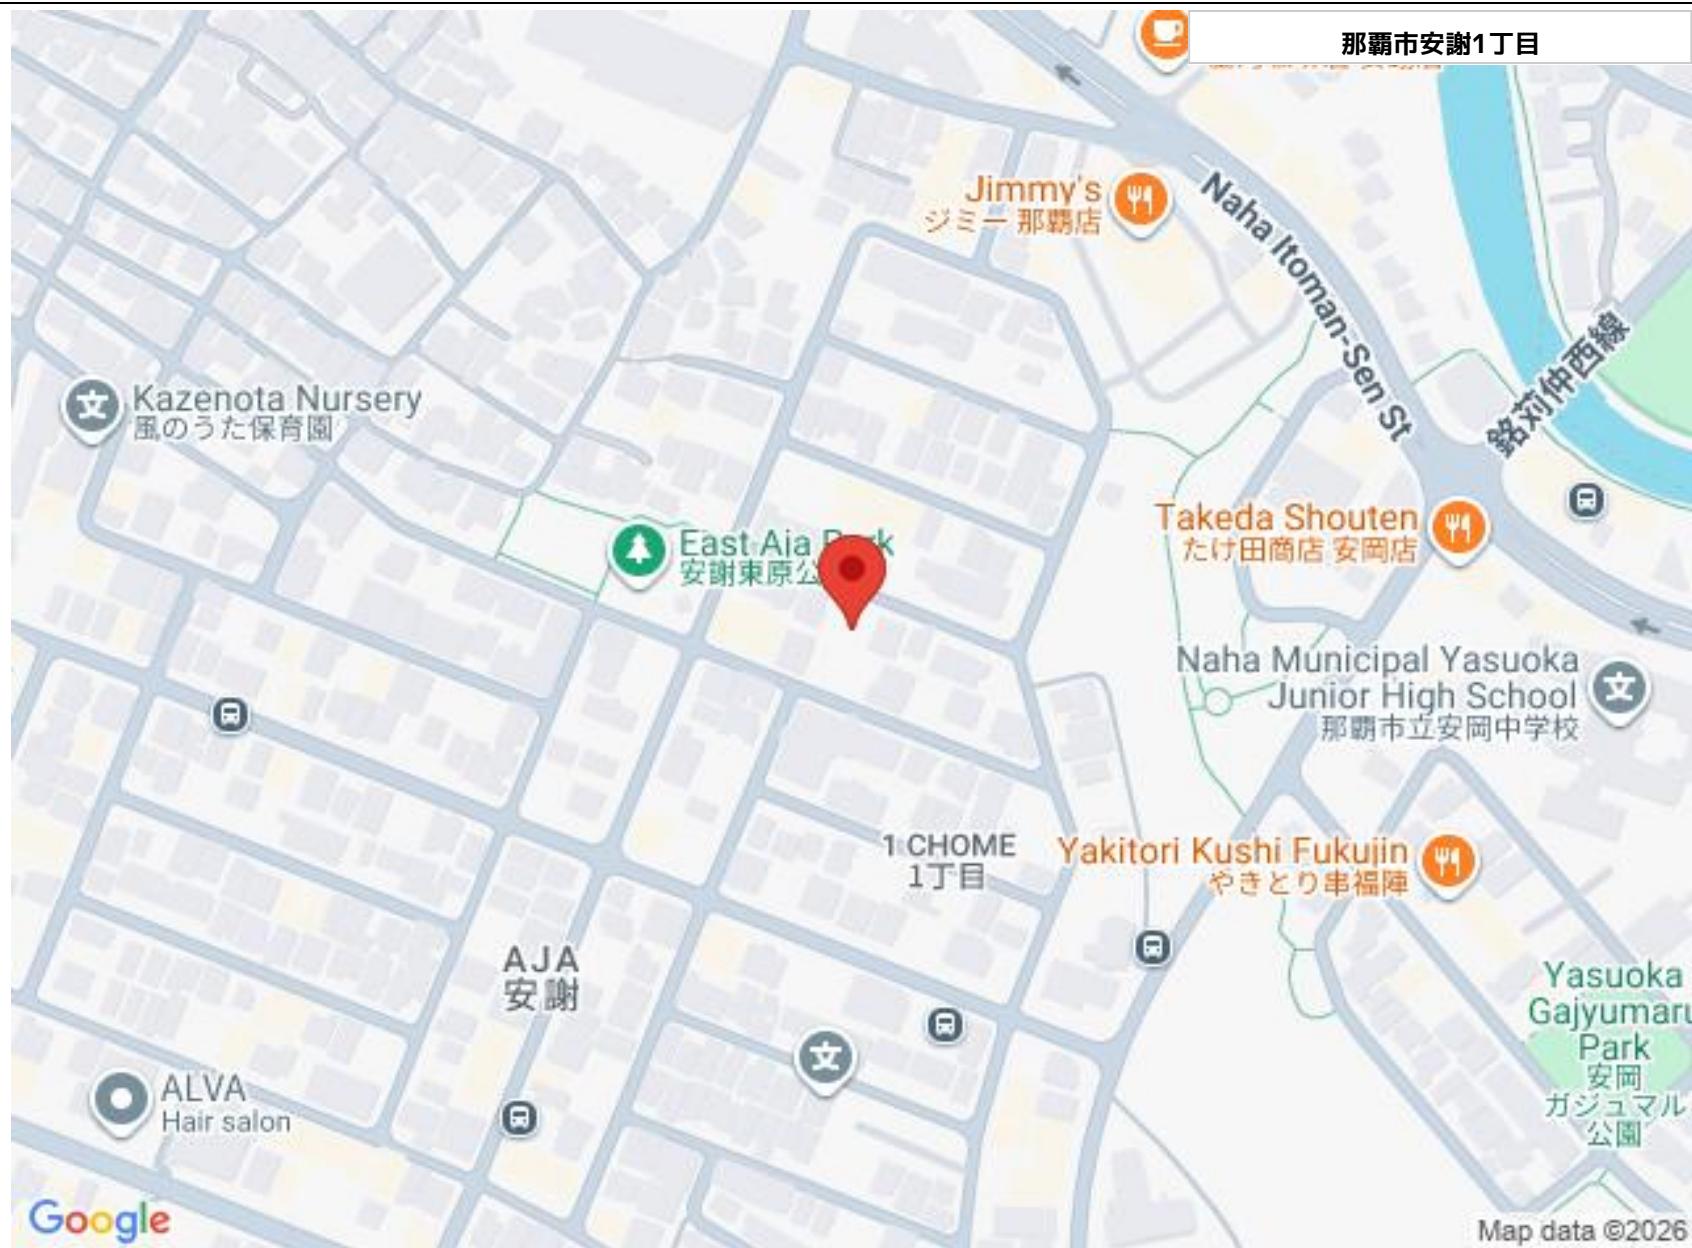 那覇市安謝1丁目
Jimmy's
ジミー 那覇店
Naha Itoman-Sen St
銘苅仲西線
Kazenota Nursery
風のうた保育園
Takeda Shouten
たけ田商店 安岡店
East Aja Park
安謝東原公
Naha Municipal Yasuoka
Junior High School
那覇市立安岡中学校
1 CHOME
1丁目
Yakitori Kushi Fukujin
やきとり串福陣
AJA
安謝
Yasuoka
Gajyumaru
Park
安岡
ガジュマル
公園
ALVA
Hair salon
Google
Map data ©2026